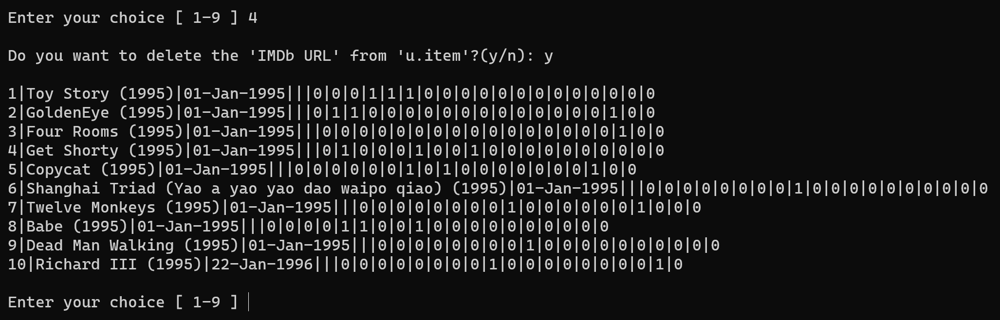 Enter your choice [ 1-9 ] 4
Do you want to delete the 'IMDb URL' from 'u.item'?(y/n): y
1|Toy Story (1995)|01-Jan-1995|||0|0|0|1|1|1|0|0|0|0|0|0|0|0|0|0|0|0|0
2|GoldenEye (1995)|01-Jan-1995|||0|1|1|0|0|0|0|0|0|0|0|0|0|0|0|0|1|0|0
3|Four Rooms (1995)|01-Jan-1995|||0|0|0|0|0|0|0|0|0|0|0|0|0|0|0|0|1|0|0
4|Get Shorty (1995)|01-Jan-1995|||0|1|0|0|0|1|0|0|1|0|0|0|0|0|0|0|0|0|0
5|Copycat (1995)|01-Jan-1995|||0|0|0|0|0|0|1|0|1|0|0|0|0|0|0|0|1|0|0
6|Shanghai Triad (Yao a yao yao dao waipo qiao) (1995)|01-Jan-1995|||0|0|0|0|0|0|0|0|1|0|0|0|0|0|0|0|0|0|0
7|Twelve Monkeys (1995)|01-Jan-1995|||0|0|0|0|0|0|0|0|1|0|0|0|0|0|0|1|0|0|0
8|Babe (1995)|01-Jan-1995|||0|0|0|0|1|1|0|0|1|0|0|0|0|0|0|0|0|0|0
9|Dead Man Walking (1995)|01-Jan-1995|||0|0|0|0|0|0|0|0|1|0|0|0|0|0|0|0|0|0|0
10|Richard III (1995)|22-Jan-1996|||0|0|0|0|0|0|0|0|1|0|0|0|0|0|0|0|0|1|0
Enter your choice [ 1-9 ]